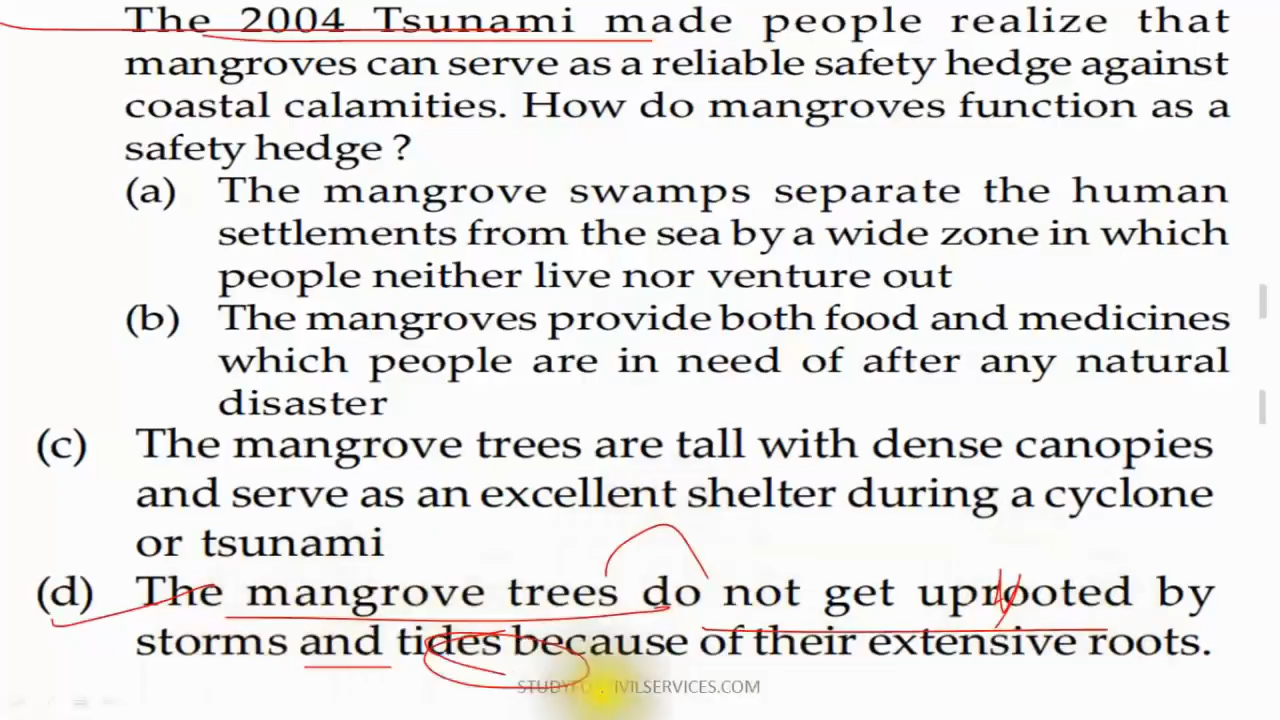 The 2004 Tsunami made people realize that
mangroves can serve as a reliable safety hedge against
coastal calamities. How do mangroves function as a
safety hedge ?
(a) The mangrove swamps separate the human
settlements from the sea by a wide zone in which
people neither live nor venture out
(b) The mangroves provide both food and medicines
which people are in need of after any natural
disaster
(c) The mangrove trees are tall with dense canopies
and serve as an excellent shelter during a cyclone
or tsunami
(d) The mangrove trees do not get uprooted by
storms and tides because of their extensive roots.